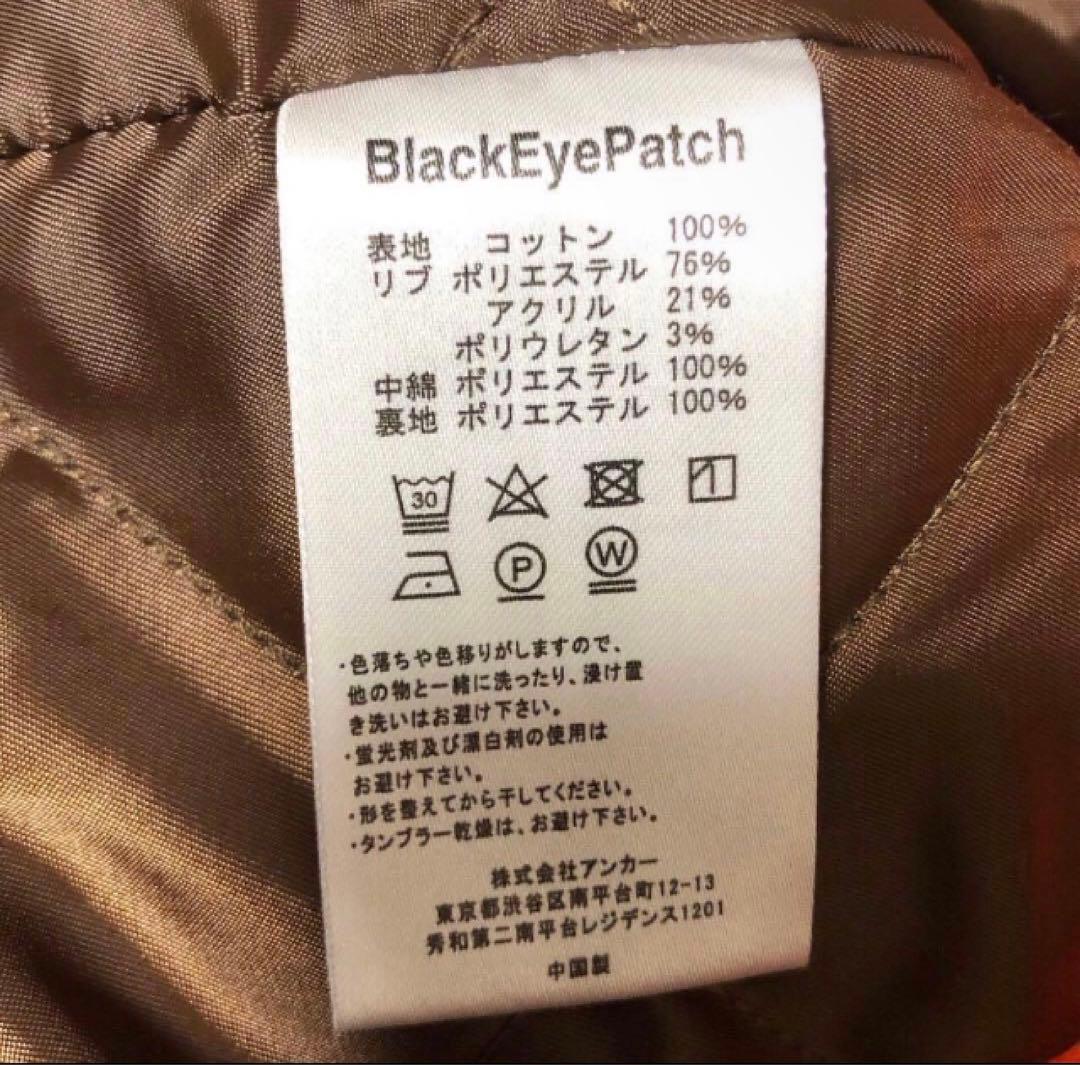 BlackEyePatch
表地 コットン 100%
リブ ポリエステル 76%
アクリル 21%
ポリウレタン 3%
中綿 ポリエステル 100%
裏地 ポリエステル 100%
30
P W
・色落ちや色移りがしますので、
他の物と一緒に洗ったり、浸け置
き洗いはお避け下さい。
・蛍光剤及び漂白剤の使用は
お避け下さい。
・形を整えてから干してください。
・タンブラー乾燥は、お避け下さい。
株式会社アンカー
東京都渋谷区南平台町12-13
秀和第二南平台レジデンス1201
中国製